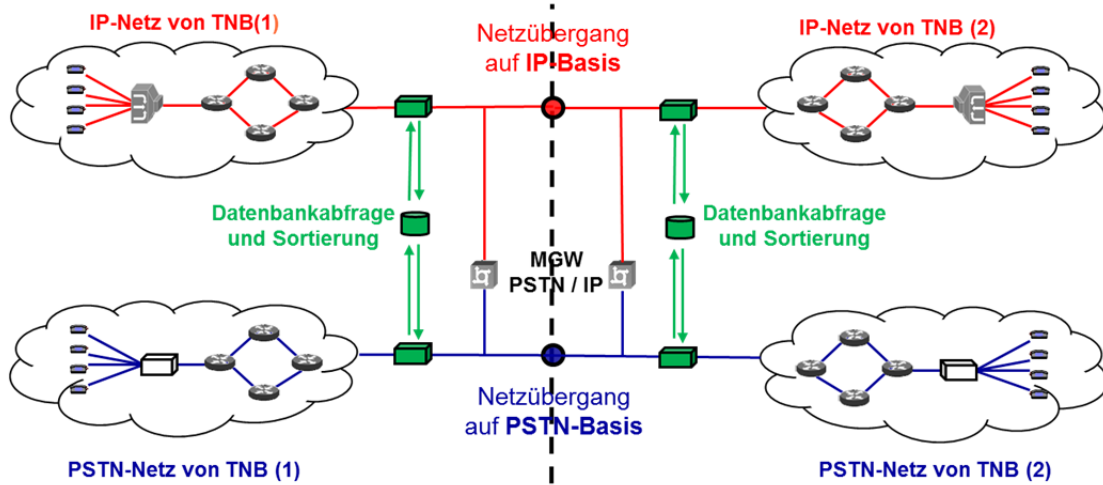 IP-Netz von TNB(1)
Netzübergang
auf IP-Basis
IP-Netz von TNB (2)
Datenbankabfrage
und Sortierung
MGW
PSTN / IP
Datenbankabfrage
und Sortierung
Netzübergang
auf PSTN-Basis
PSTN-Netz von TNB (1)
PSTN-Netz von TNB (2)